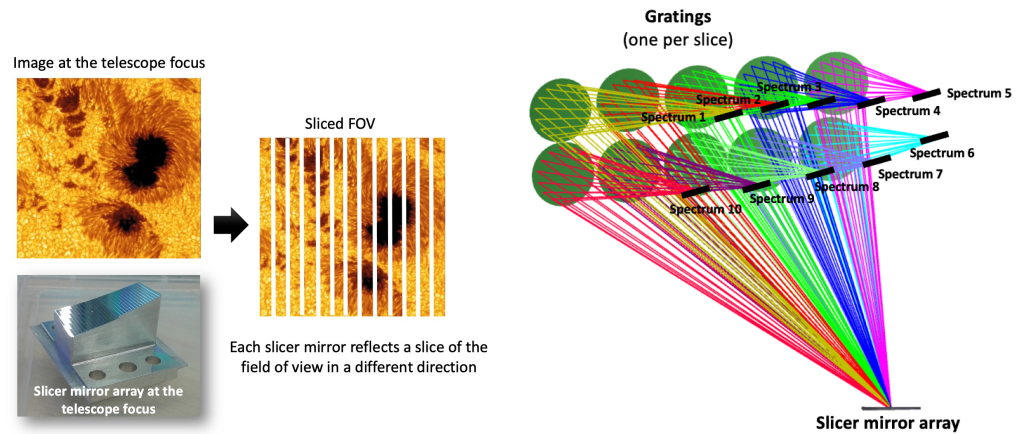 Image at the telescope focus
Slicer mirror array at the
telescope focus
Sliced FOV
Each slicer mirror reflects a slice of the
field of view in a different direction
Gratings
(one per slice)
Spectrum 1
Spectrum 2
Spectrum 3
Spectrum 4
Spectrum 5
Spectrum 6
Spectrum 7
Spectrum 8
Spectrum 9
Spectrum 10
Slicer mirror array